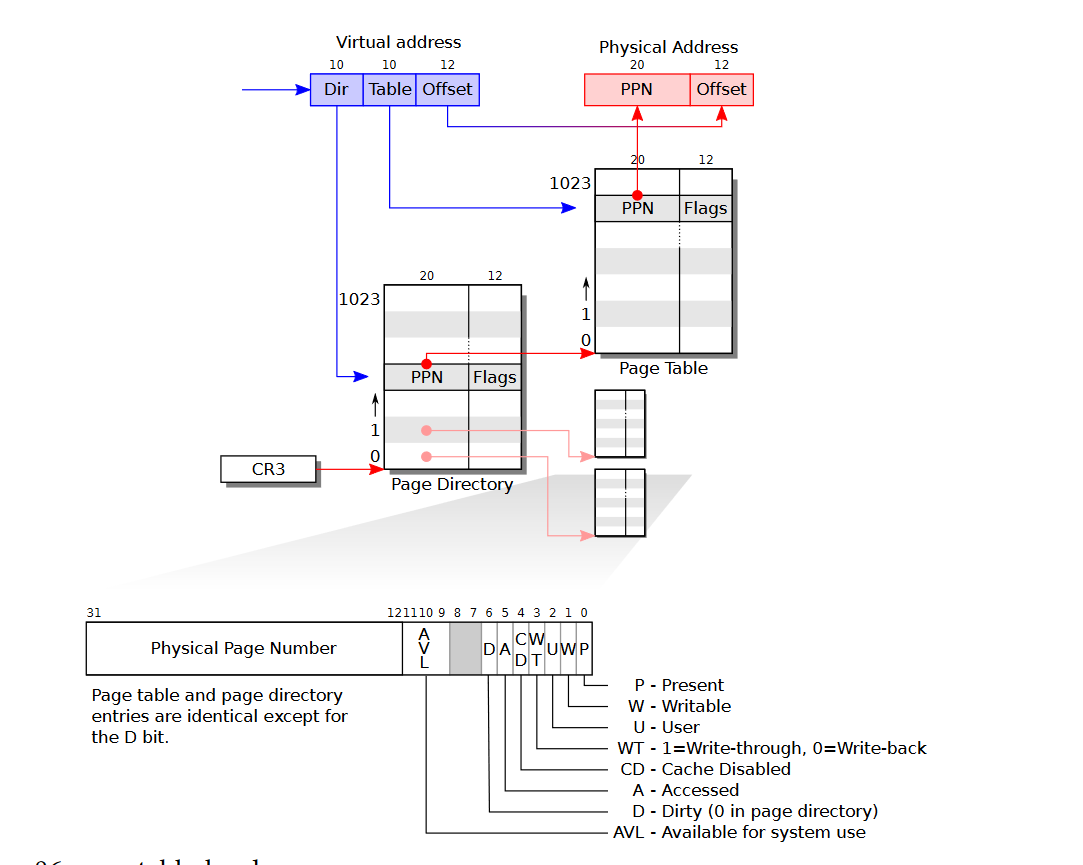 Virtual address
Physical Address
10 10 12
20 12
Dir Table Offset
PPN Offset
20 12
1023
PPN Flags
1
0
Page Table
20 12
1023
PPN Flags
1
0
CR3
Page Directory
31 12 11 10 9 8 7 6 5 4 3 2 1 0
Physical Page Number AVL D A CD WT U W P
Page table and page directory
entries are identical except for
the D bit.
P - Present
W - Writable
U - User
WT - 1=Write-through, 0=Write-back
CD - Cache Disabled
A - Accessed
D - Dirty (0 in page directory)
AVL - Available for system use